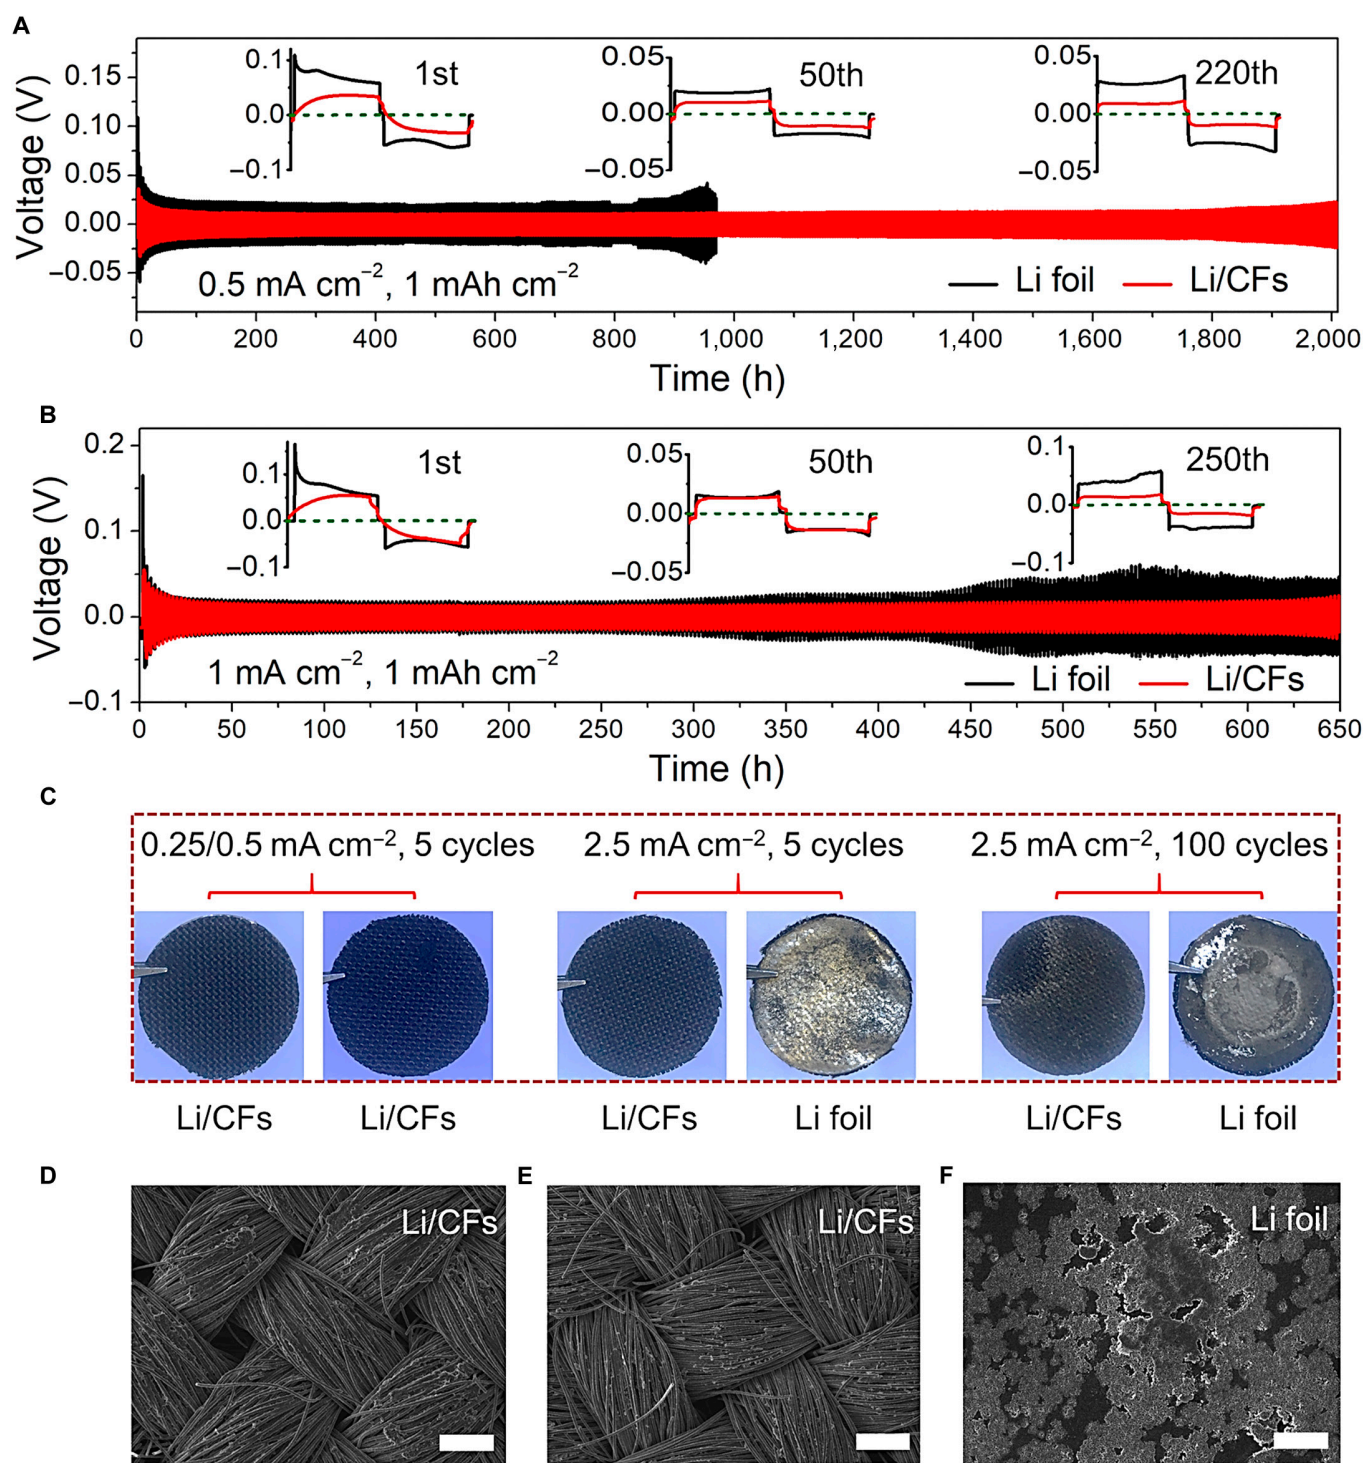 A
0.1
0.0
−0.1
1st
0.05
0.00
−0.05
50th
0.05
0.00
−0.05
220th
0.15
0.10
0.05
0.00
−0.05
Voltage (V)
0.5 mA cm−2, 1 mAh cm−2
Li foil Li/CFs
0 200 400 600 800 1,000 1,200 1,400 1,600 1,800 2,000
Time (h)
B
0.1
0.0
−0.1
1st
0.05
0.00
−0.05
50th
0.1
0.0
−0.1
250th
0.2
0.1
0.0
−0.1
Voltage (V)
1 mA cm−2, 1 mAh cm−2
Li foil Li/CFs
0 50 100 150 200 250 300 350 400 450 500 550 600 650
Time (h)
C
0.25/0.5 mA cm−2, 5 cycles 2.5 mA cm−2, 5 cycles 2.5 mA cm−2, 100 cycles
Li/CFs Li/CFs Li/CFs Li foil Li/CFs Li foil
D
Li/CFs
E
Li/CFs
F
Li foil